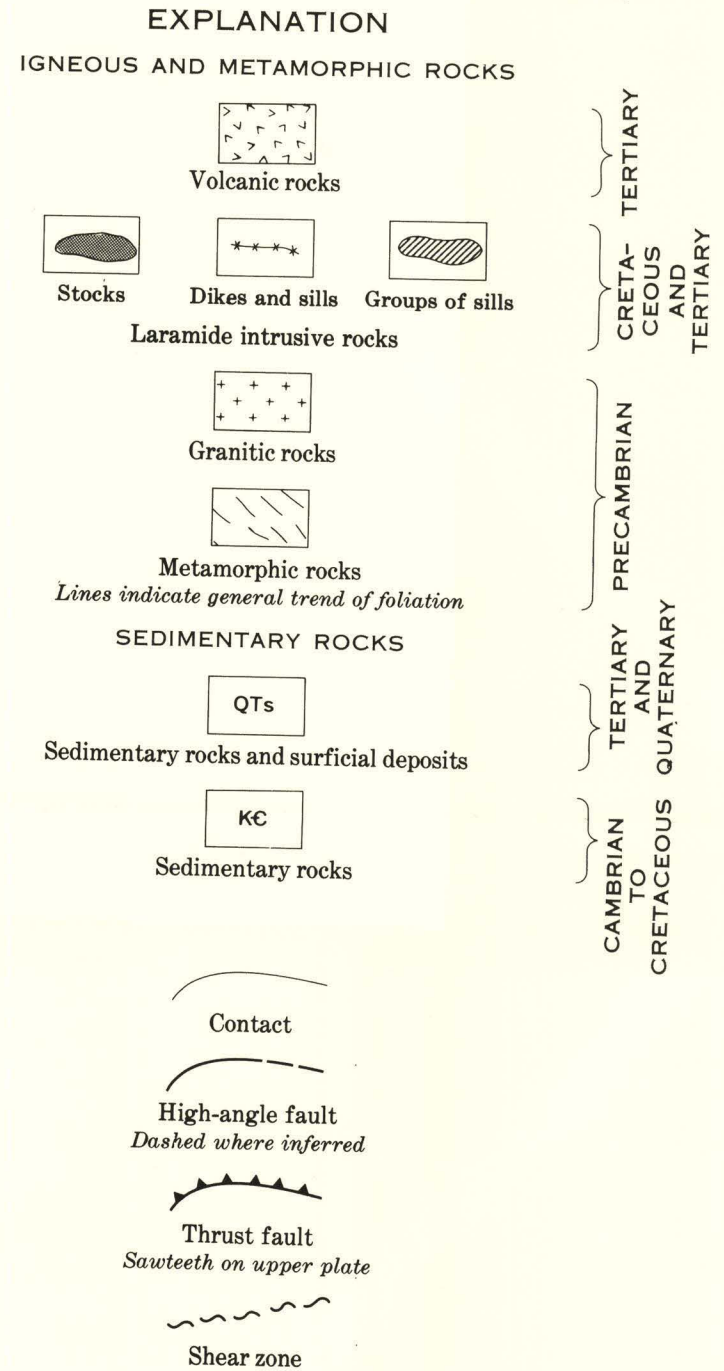 EXPLANATION
IGNEOUS AND METAMORPHIC ROCKS
Volcanic rocks
TERTIARY
Stocks
Dikes and sills
Groups of sills
Laramide intrusive rocks
CRETA-
CEOUS
AND
TERTIARY
Granitic rocks
Metamorphic rocks
Lines indicate general trend of foliation
PRECAMBRIAN
SEDIMENTARY ROCKS
QTs
Sedimentary rocks and surficial deposits
TERTIARY
AND
QUATERNARY
K€
Sedimentary rocks
CAMBRIAN
TO
CRETACEOUS
Contact
High-angle fault
Dashed where inferred
Thrust fault
Sawteeth on upper plate
Shear zone